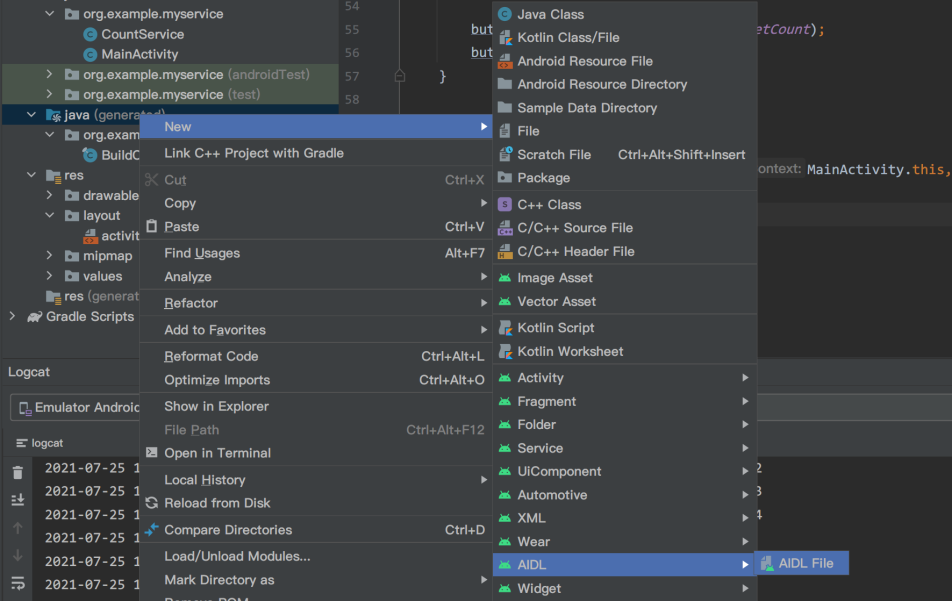 org.example.myservice
CountService
MainActivity
org.example.myservice (androidTest)
org.example.myservice (test)
java (generated)
org.exam
BuildC
res
drawable
layout
activit
mipmap
values
res (generat
Gradle Scripts
54
55
56
57
58
but
but
}
etCount);
ontext: MainActivity.this,
New
Link C++ Project with Gradle
Cut Ctrl+X
Copy
Paste Ctrl+V
Find Usages Alt+F7
Analyze
Refactor
Add to Favorites
Reformat Code Ctrl+Alt+L
Optimize Imports Ctrl+Alt+O
Show in Explorer
File Path Ctrl+Alt+F12
Open in Terminal
Local History
Reload from Disk
Compare Directories Ctrl+D
Load/Unload Modules...
Mark Directory as
Remove BOM
Java Class
Kotlin Class/File
Android Resource File
Android Resource Directory
Sample Data Directory
File
Scratch File Ctrl+Alt+Shift+Insert
Package
C++ Class
C/C++ Source File
C/C++ Header File
Image Asset
Vector Asset
Kotlin Script
Kotlin Worksheet
Activity
Fragment
Folder
Service
UiComponent
Automotive
XML
Wear
AIDL
Widget
AIDL File
Logcat
Emulator Android
logcat
2021-07-25 1
2021-07-25 1
2021-07-25 1
2021-07-25 1
2021-07-25 1
2021-07-25 1
2
3
4